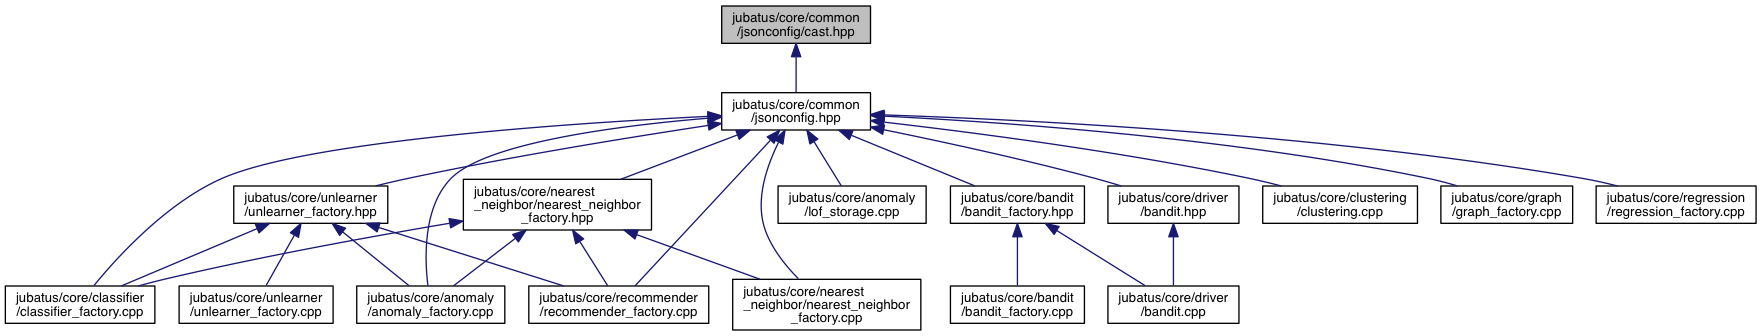 jubatus/core/common
/jsonconfig/cast.hpp
jubatus/core/common
/jsonconfig.hpp
jubatus/core/unlearner
/unlearner_factory.hpp
jubatus/core/nearest
_neighbor/nearest_neighbor
_factory.hpp
jubatus/core/anomaly
/lof_storage.cpp
jubatus/core/bandit
/bandit_factory.hpp
jubatus/core/driver
/bandit.hpp
jubatus/core/clustering
/clustering.cpp
jubatus/core/graph
/graph_factory.cpp
jubatus/core/regression
/regression_factory.cpp
jubatus/core/classifier
/classifier_factory.cpp
jubatus/core/unlearner
/unlearner_factory.cpp
jubatus/core/anomaly
/anomaly_factory.cpp
jubatus/core/recommender
/recommender_factory.cpp
jubatus/core/nearest
_neighbor/nearest_neighbor
_factory.cpp
jubatus/core/bandit
/bandit_factory.cpp
jubatus/core/driver
/bandit.cpp